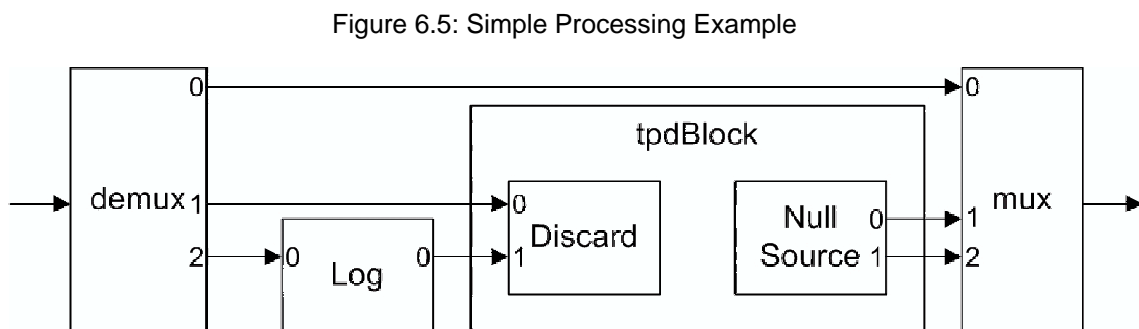 Figure 6.5: Simple Processing Example
0 0
tpdBlock
demux 1 0 Discard 1
Null Source 0 1
mux 1 2
2 0 Log 0